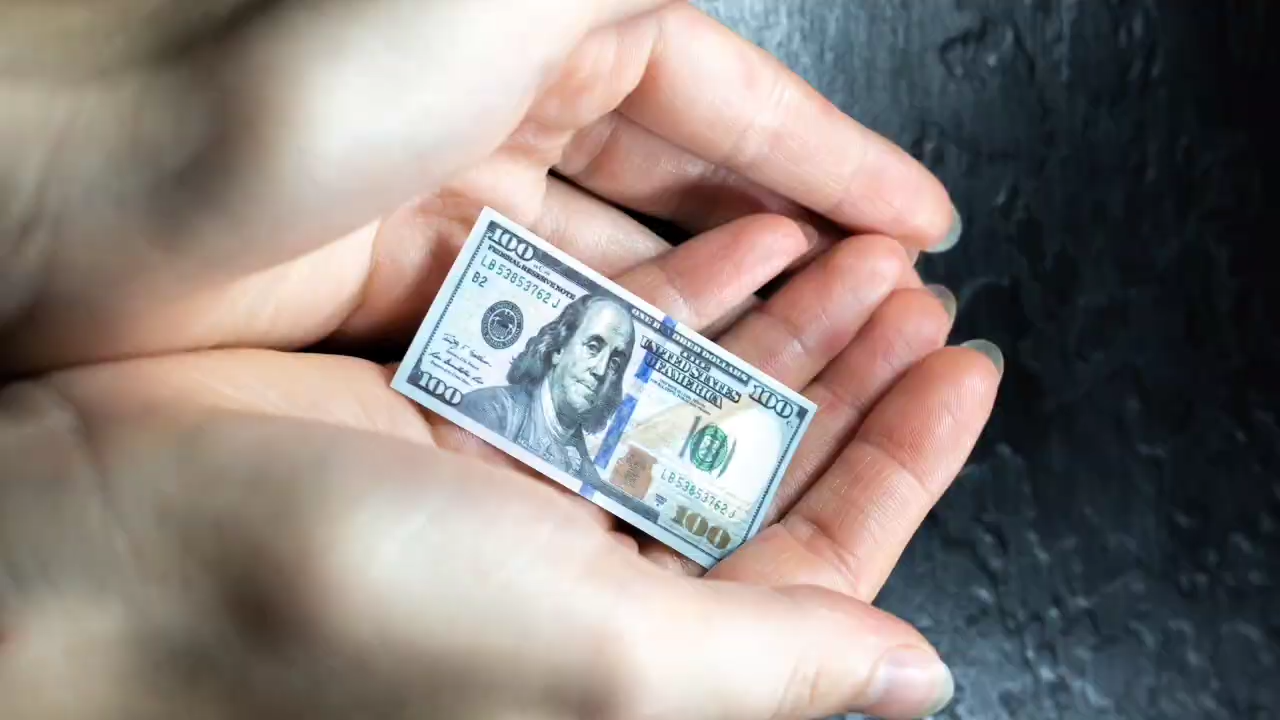 100
FEDERAL RESERVE NOTE
LB 53853762 J
B2
100
ONE HUNDRED DOLLARS
THE
UNITED STATES
OF AMERICA
100
LB 53853762 J
100